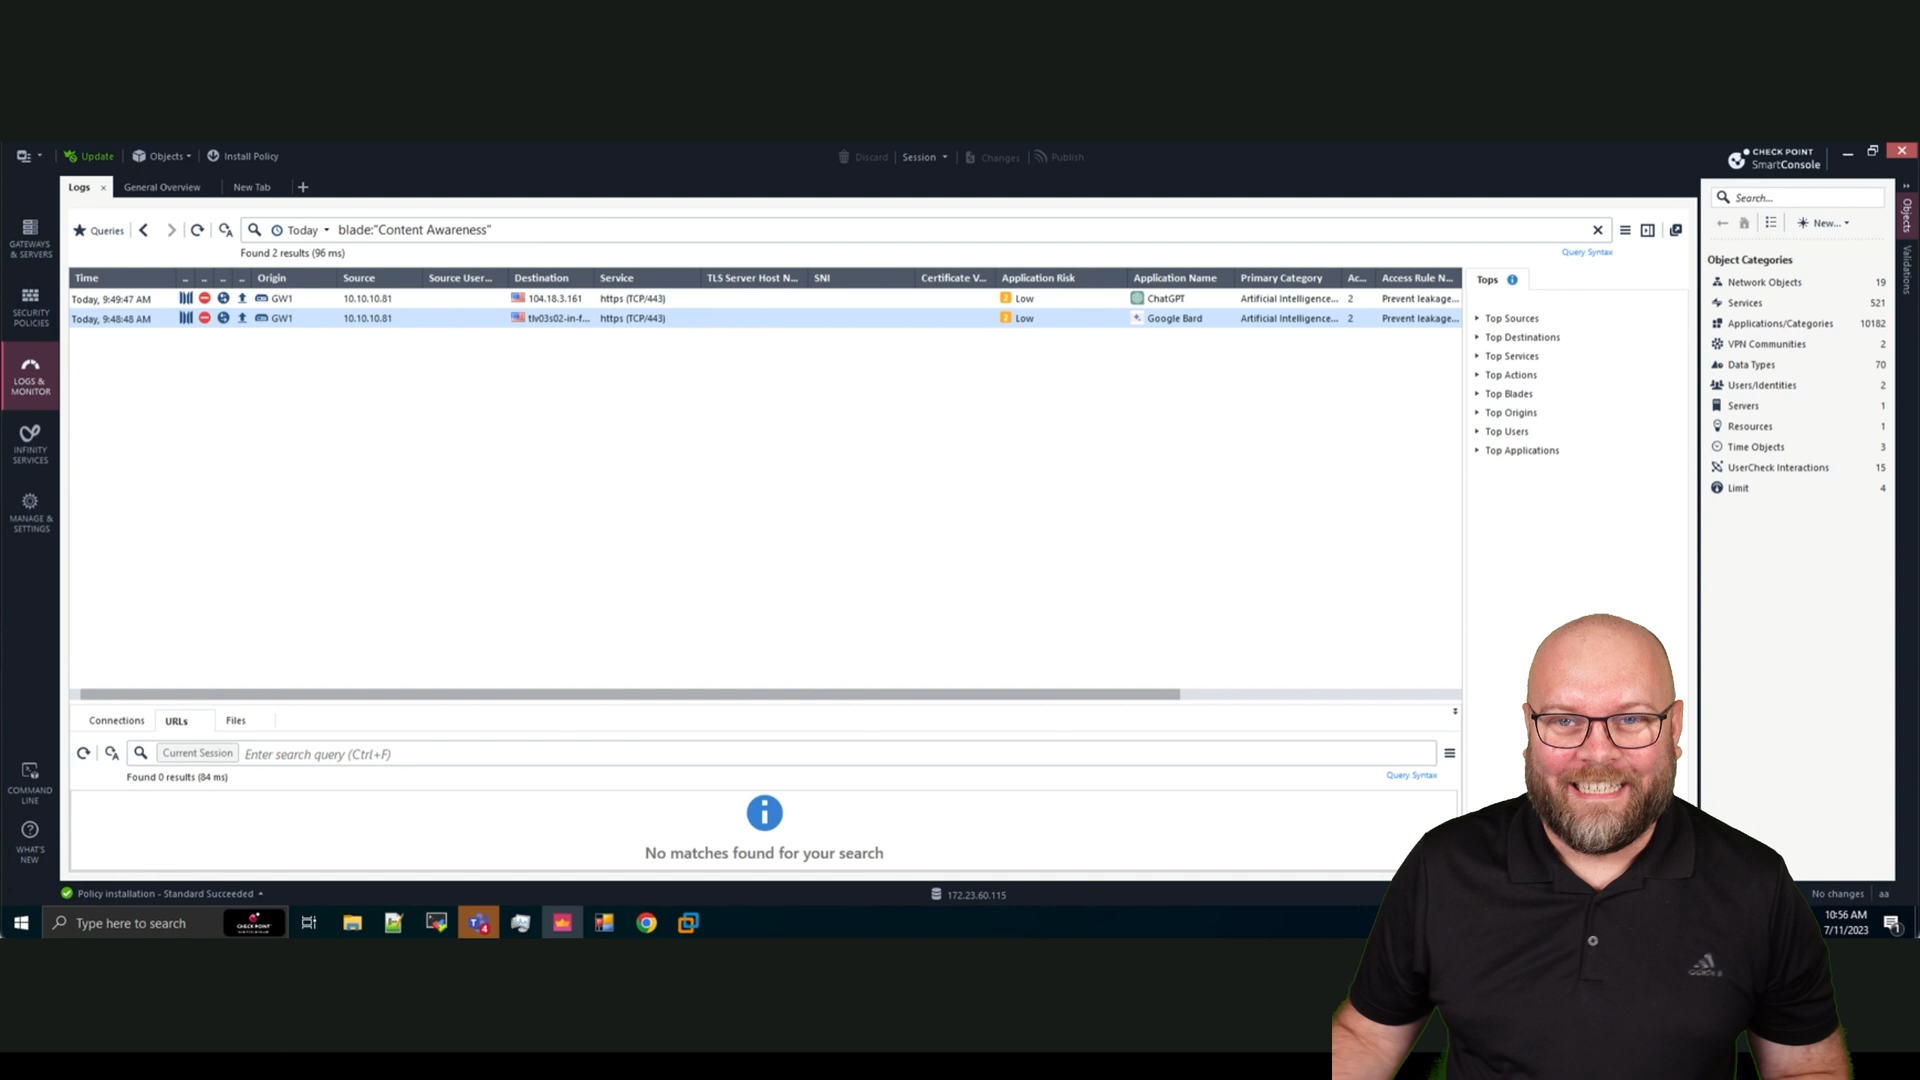 Update
Objects
Install Policy
Discard
Session
Changes
Publish
CHECK POINT
SmartConsole
Logs
General Overview
New Tab
Queries
Today
blade:"Content Awareness"
Found 2 results (96 ms)
Query Syntax
Time ... ... ... ... Origin Source Source User... Destination Service TLS Server Host N... SNI Certificate V... Application Risk Application Name Primary Category Ac... Access Rule N...
Today, 9:49:47 AM GW1 10.10.10.81 104.18.3.161 https (TCP/443) 2 Low ChatGPT Artificial Intelligence... 2 Prevent leakage...
Today, 9:48:48 AM GW1 10.10.10.81 tlv03s02-in-f... https (TCP/443) 2 Low Google Bard Artificial Intelligence... 2 Prevent leakage...
Tops
Top Sources
Top Destinations
Top Services
Top Actions
Top Blades
Top Origins
Top Users
Top Applications
Search...
New...
Object Categories
Network Objects 19
Services 521
Applications/Categories 10182
VPN Communities 2
Data Types 70
Users/Identities 2
Servers 1
Resources 1
Time Objects 3
UserCheck Interactions 15
Limit 4
Objects
Validations
GATEWAYS
& SERVERS
SECURITY
POLICIES
LOGS &
MONITOR
INFINITY
SERVICES
MANAGE &
SETTINGS
COMMAND
LINE
WHAT'S
NEW
Connections
URLs
Files
Current Session
Enter search query (Ctrl+F)
Found 0 results (84 ms)
Query Syntax
No matches found for your search
Policy installation - Standard Succeeded
172.23.60.115
No changes
aa
Type here to search
CHECK POINT
4
10:56 AM
7/11/2023
1